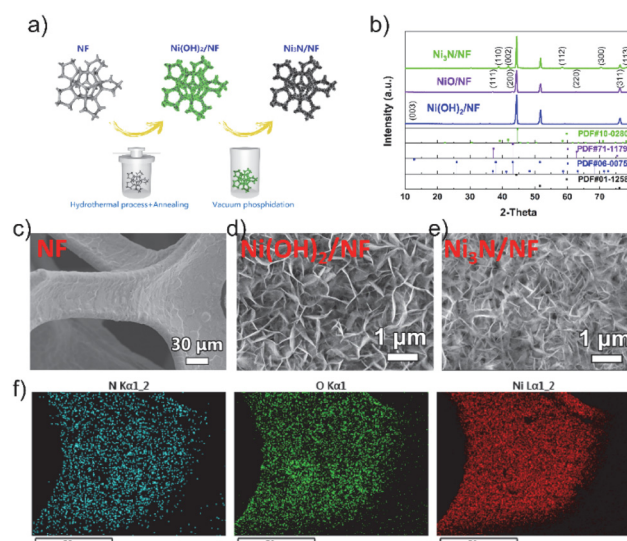 a)
NF
Ni(OH)₂/NF
Ni₃N/NF
Hydrothermal process+Annealing
Vacuum phosphidation
b)
Intensity (a.u.)
Ni₃N/NF
(110)
(002)
(112)
(300)
(113)
NiO/NF
(111)
(200)
(220)
(311)
Ni(OH)₂/NF
(003)
PDF#10-0280
PDF#71-1179
PDF#06-0075
PDF#01-1258
10 20 30 40 50 60 70 80
2-Theta
c)
NF
30 μm
d)
Ni(OH)₂/NF
1 μm
e)
Ni₃N/NF
1 μm
f)
N Kα1_2
O Kα1
Ni Lα1_2